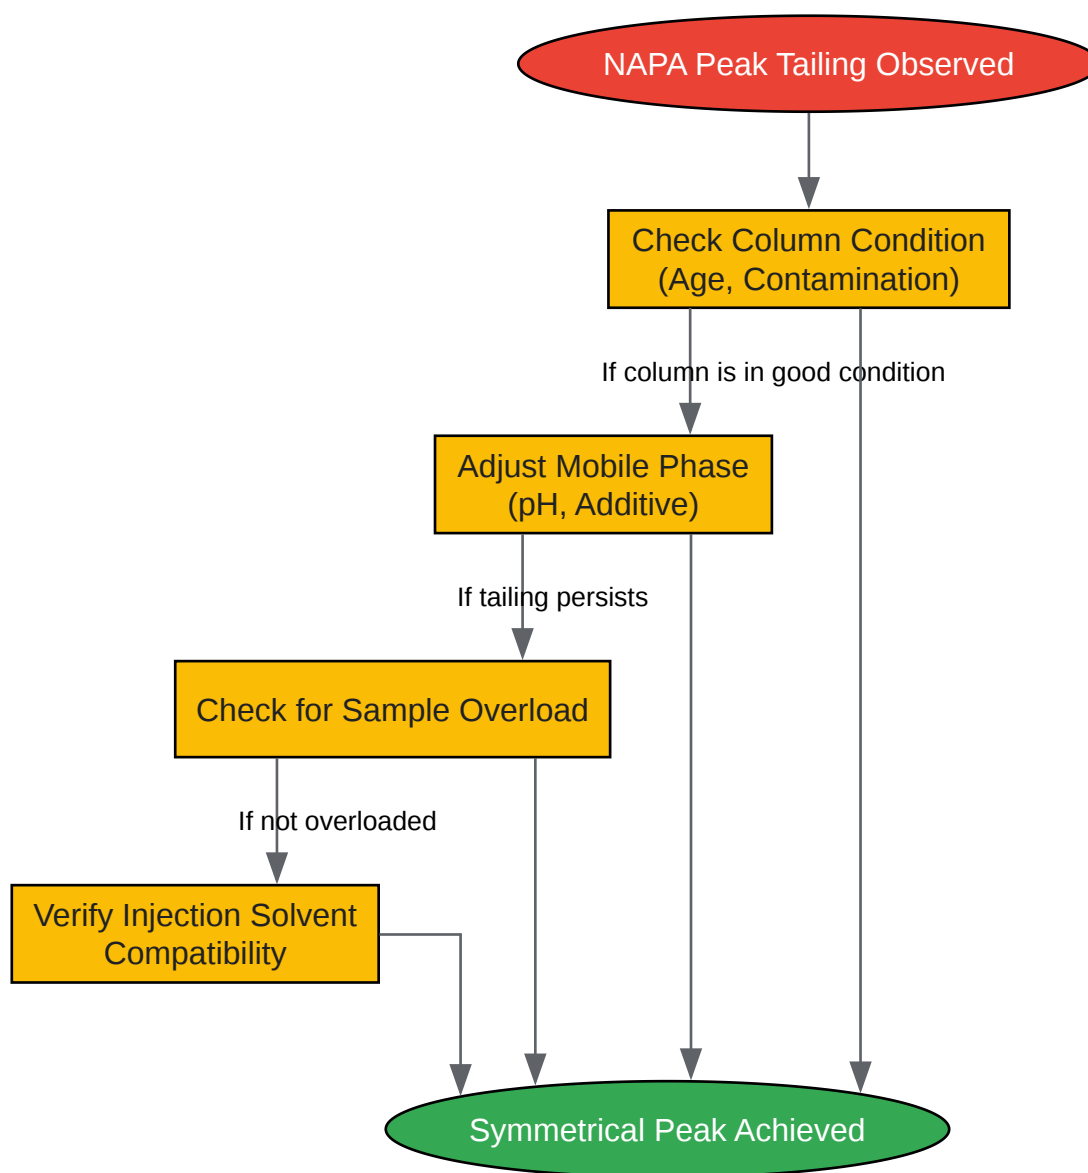 NAPA Peak Tailing Observed
Check Column Condition
(Age, Contamination)
If column is in good condition
Adjust Mobile Phase
(pH, Additive)
If tailing persists
Check for Sample Overload
If not overloaded
Verify Injection Solvent
Compatibility
Symmetrical Peak Achieved